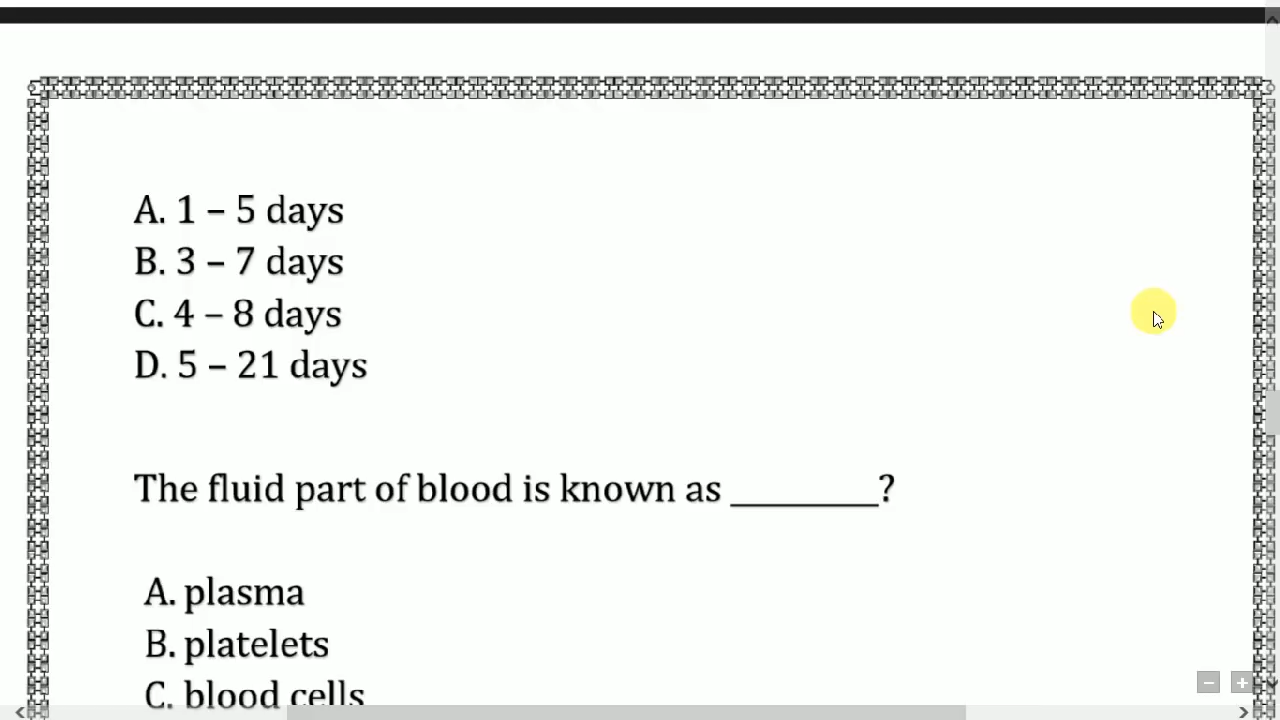 A. 1 – 5 days
B. 3 – 7 days
C. 4 – 8 days
D. 5 – 21 days
The fluid part of blood is known as _________?
A. plasma
B. platelets
C. blood cells